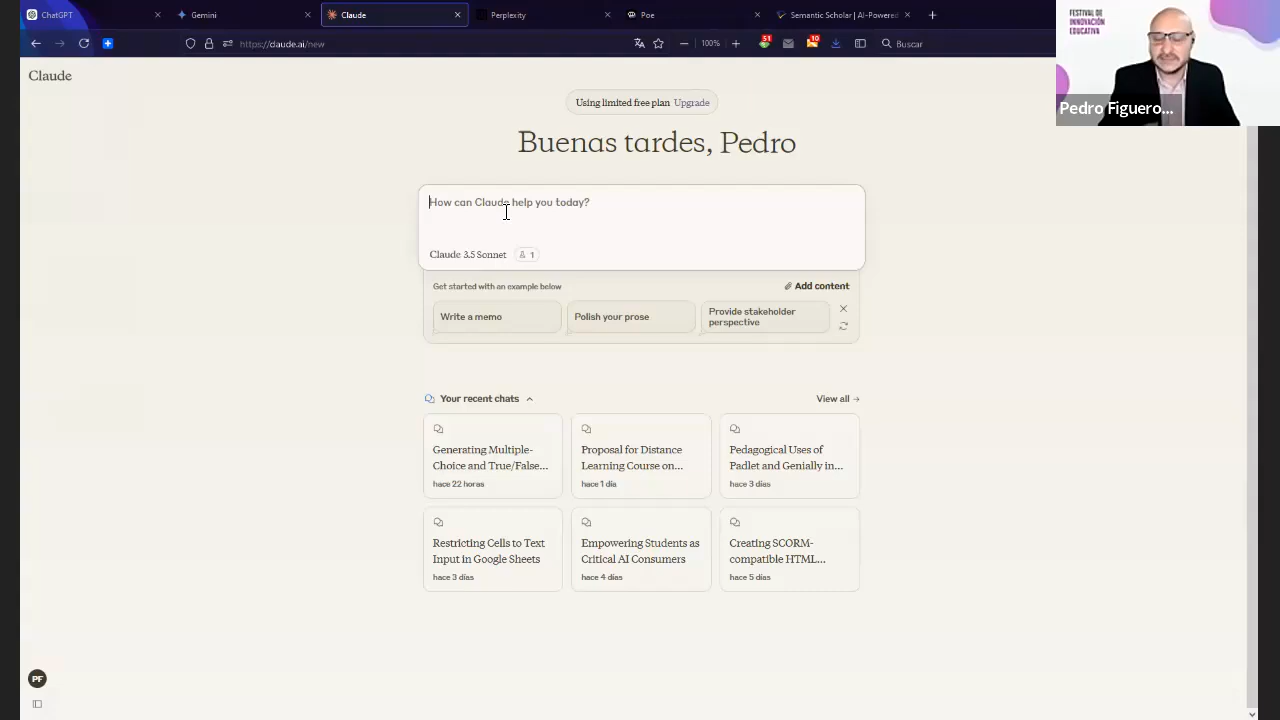 ChatGPT
Gemini
Claude
Perplexity
Poe
Semantic Scholar | AI-Powered
https://claude.ai/new
100%
51
10
Buscar
FESTIVAL DE
INNOVACIÓN
EDUCATIVA
Pedro Figuero...
Claude
Using limited free plan Upgrade
Buenas tardes, Pedro
How can Claude help you today?
Claude 3.5 Sonnet 1
Get started with an example below
Add content
Write a memo
Polish your prose
Provide stakeholder
perspective
Your recent chats
View all
Generating Multiple-
Choice and True/False...
hace 22 horas
Proposal for Distance
Learning Course on...
hace 1 día
Pedagogical Uses of
Padlet and Genially in...
hace 3 días
Restricting Cells to Text
Input in Google Sheets
hace 3 días
Empowering Students as
Critical AI Consumers
hace 4 días
Creating SCORM-
compatible HTML...
hace 5 días
PF